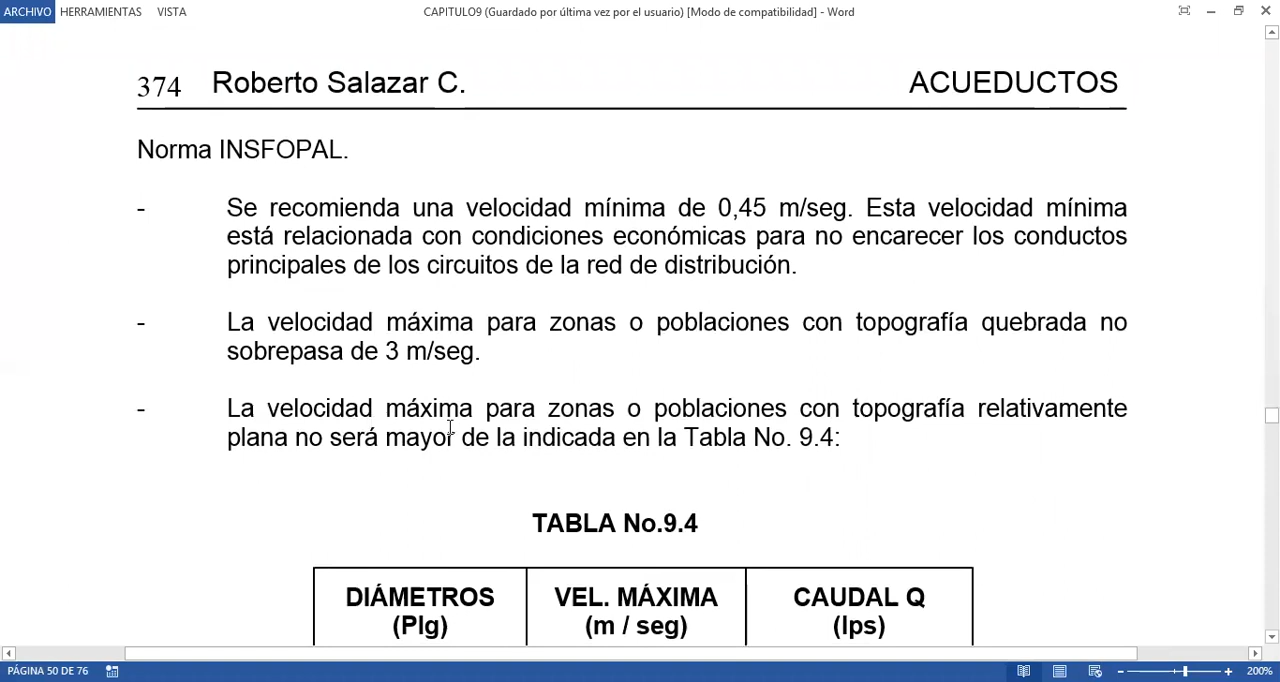 ARCHIVO HERRAMIENTAS VISTA CAPITULO9 (Guardado por última vez por el usuario) [Modo de compatibilidad] - Word
374 Roberto Salazar C. ACUEDUCTOS
Norma INSFOPAL.
- Se recomienda una velocidad mínima de 0,45 m/seg. Esta velocidad mínima
está relacionada con condiciones económicas para no encarecer los conductos
principales de los circuitos de la red de distribución.
- La velocidad máxima para zonas o poblaciones con topografía quebrada no
sobrepasa de 3 m/seg.
- La velocidad máxima para zonas o poblaciones con topografía relativamente
plana no será mayor de la indicada en la Tabla No. 9.4:
TABLA No.9.4
DIÁMETROS VEL. MÁXIMA CAUDAL Q
(Plg) (m / seg) (lps)
PÁGINA 50 DE 76 200%